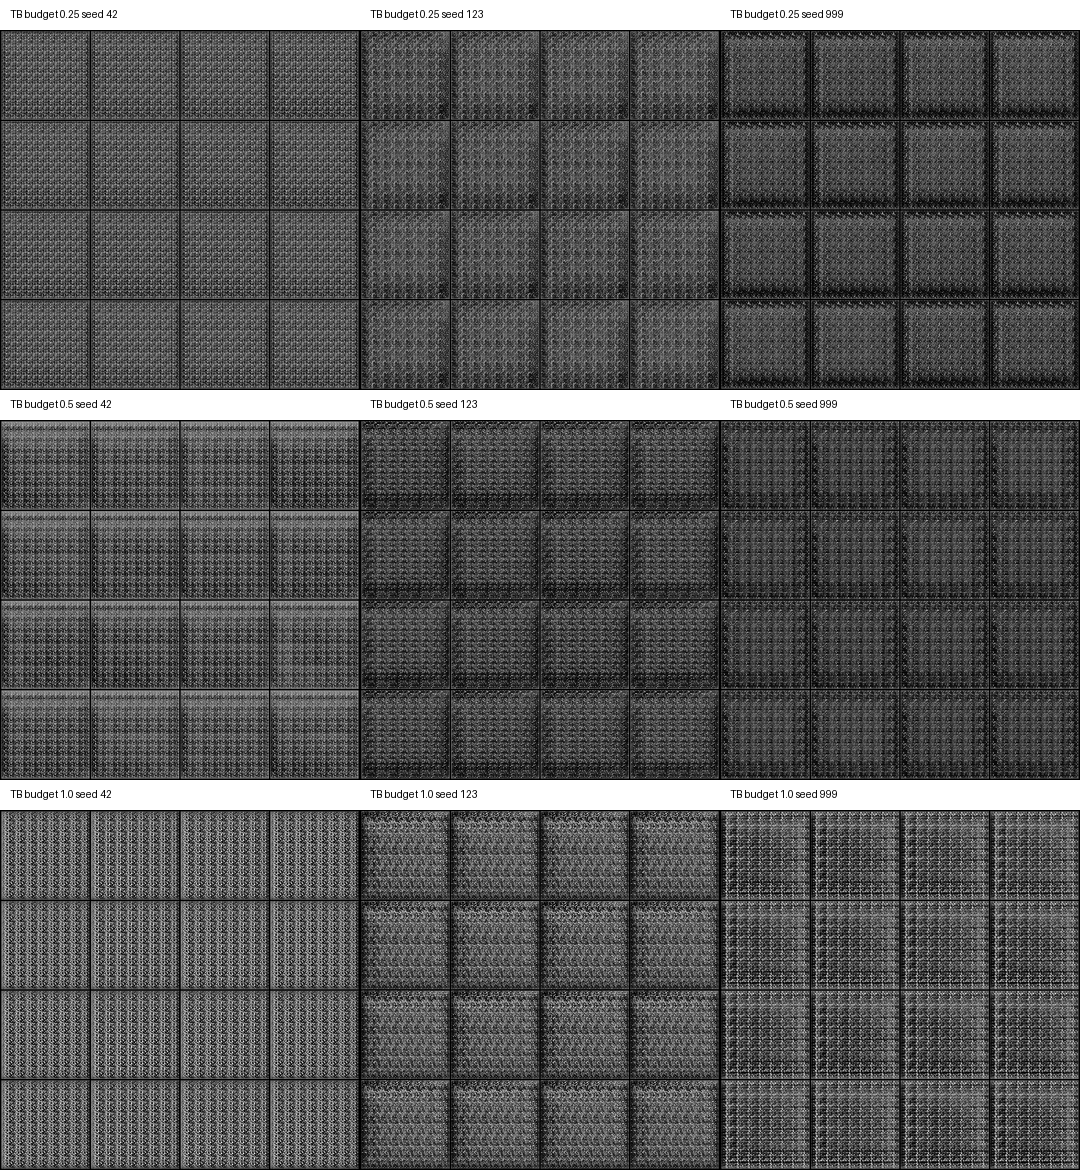 TB budget 0.25 seed 42
TB budget 0.25 seed 123
TB budget 0.25 seed 999
TB budget 0.5 seed 42
TB budget 0.5 seed 123
TB budget 0.5 seed 999
TB budget 1.0 seed 42
TB budget 1.0 seed 123
TB budget 1.0 seed 999